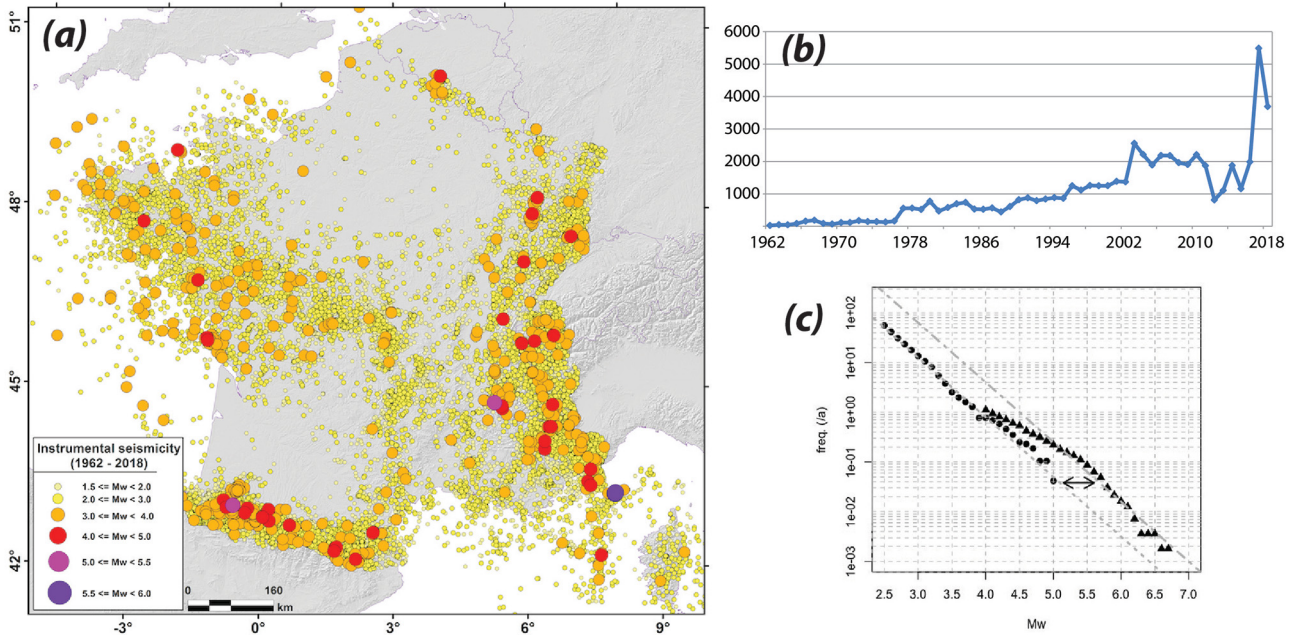 (a)
51°
48°
45°
42°
Instrumental seismicity
(1962 - 2018)
1.5 <= Mw < 2.0
2.0 <= Mw < 3.0
3.0 <= Mw < 4.0
4.0 <= Mw < 5.0
5.0 <= Mw < 5.5
5.5 <= Mw < 6.0
0 160
km
-3° 0° 3° 6° 9°
(b)
6000
5000
4000
3000
2000
1000
1962 1970 1978 1986 1994 2002 2010 2018
(c)
freq. (/a)
1e+02
1e+01
1e+00
1e-01
1e-02
1e-03
2.5 3.0 3.5 4.0 4.5 5.0 5.5 6.0 6.5 7.0
Mw